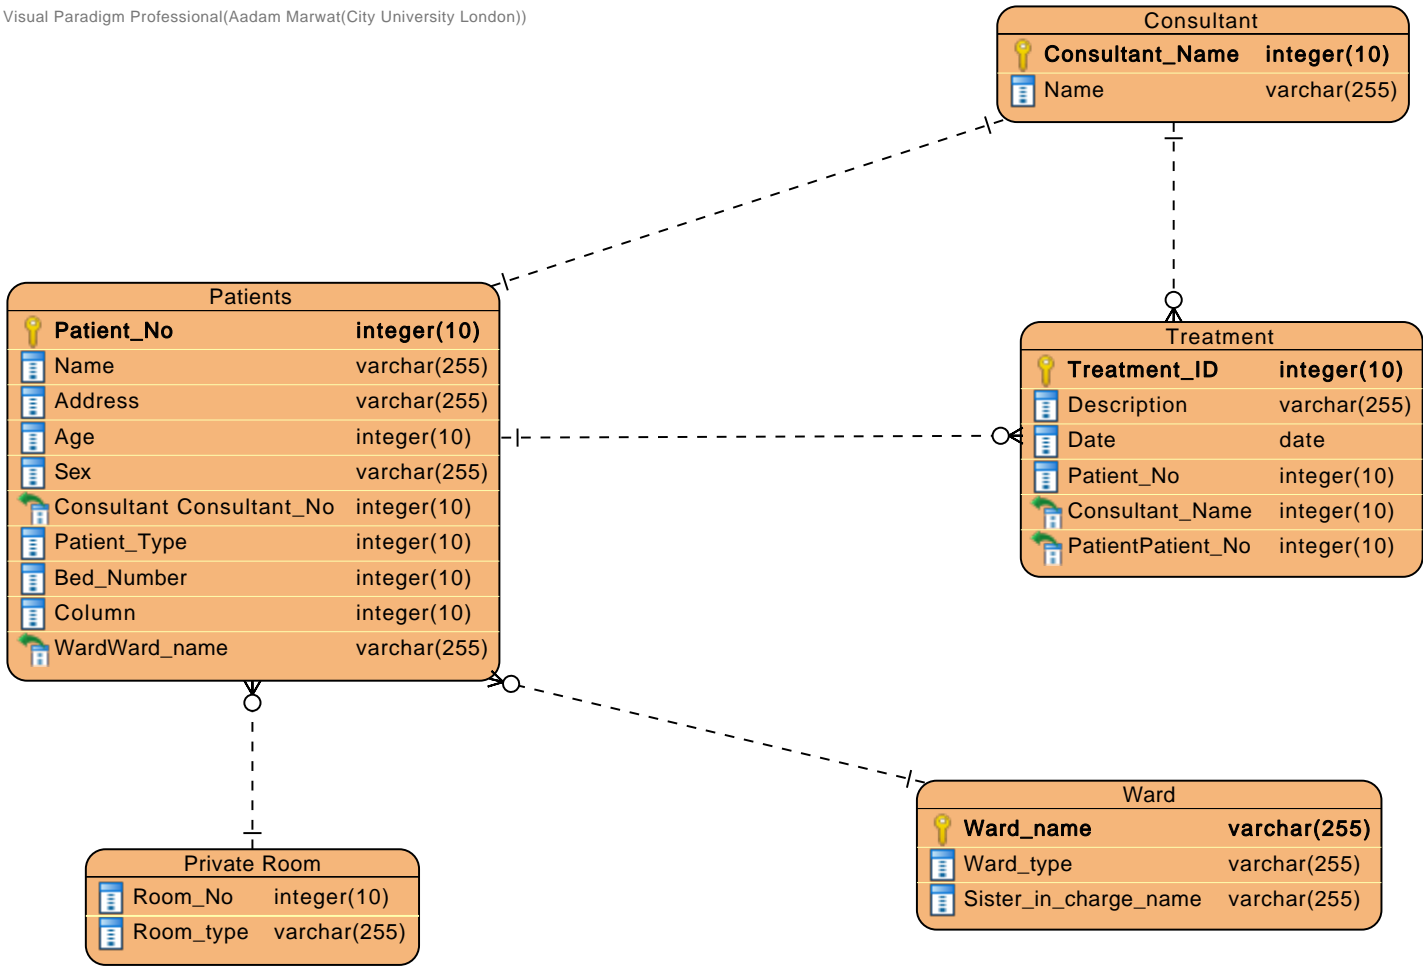 Visual Paradigm Professional(Aadam Marwat(City University London))
Consultant
Consultant_Name integer(10)
Name varchar(255)
Patients
Patient_No integer(10)
Name varchar(255)
Address varchar(255)
Age integer(10)
Sex varchar(255)
Consultant Consultant_No integer(10)
Patient_Type integer(10)
Bed_Number integer(10)
Column integer(10)
WardWard_name varchar(255)
Treatment
Treatment_ID integer(10)
Description varchar(255)
Date date
Patient_No integer(10)
Consultant_Name integer(10)
PatientPatient_No integer(10)
Private Room
Room_No integer(10)
Room_type varchar(255)
Ward
Ward_name varchar(255)
Ward_type varchar(255)
Sister_in_charge_name varchar(255)